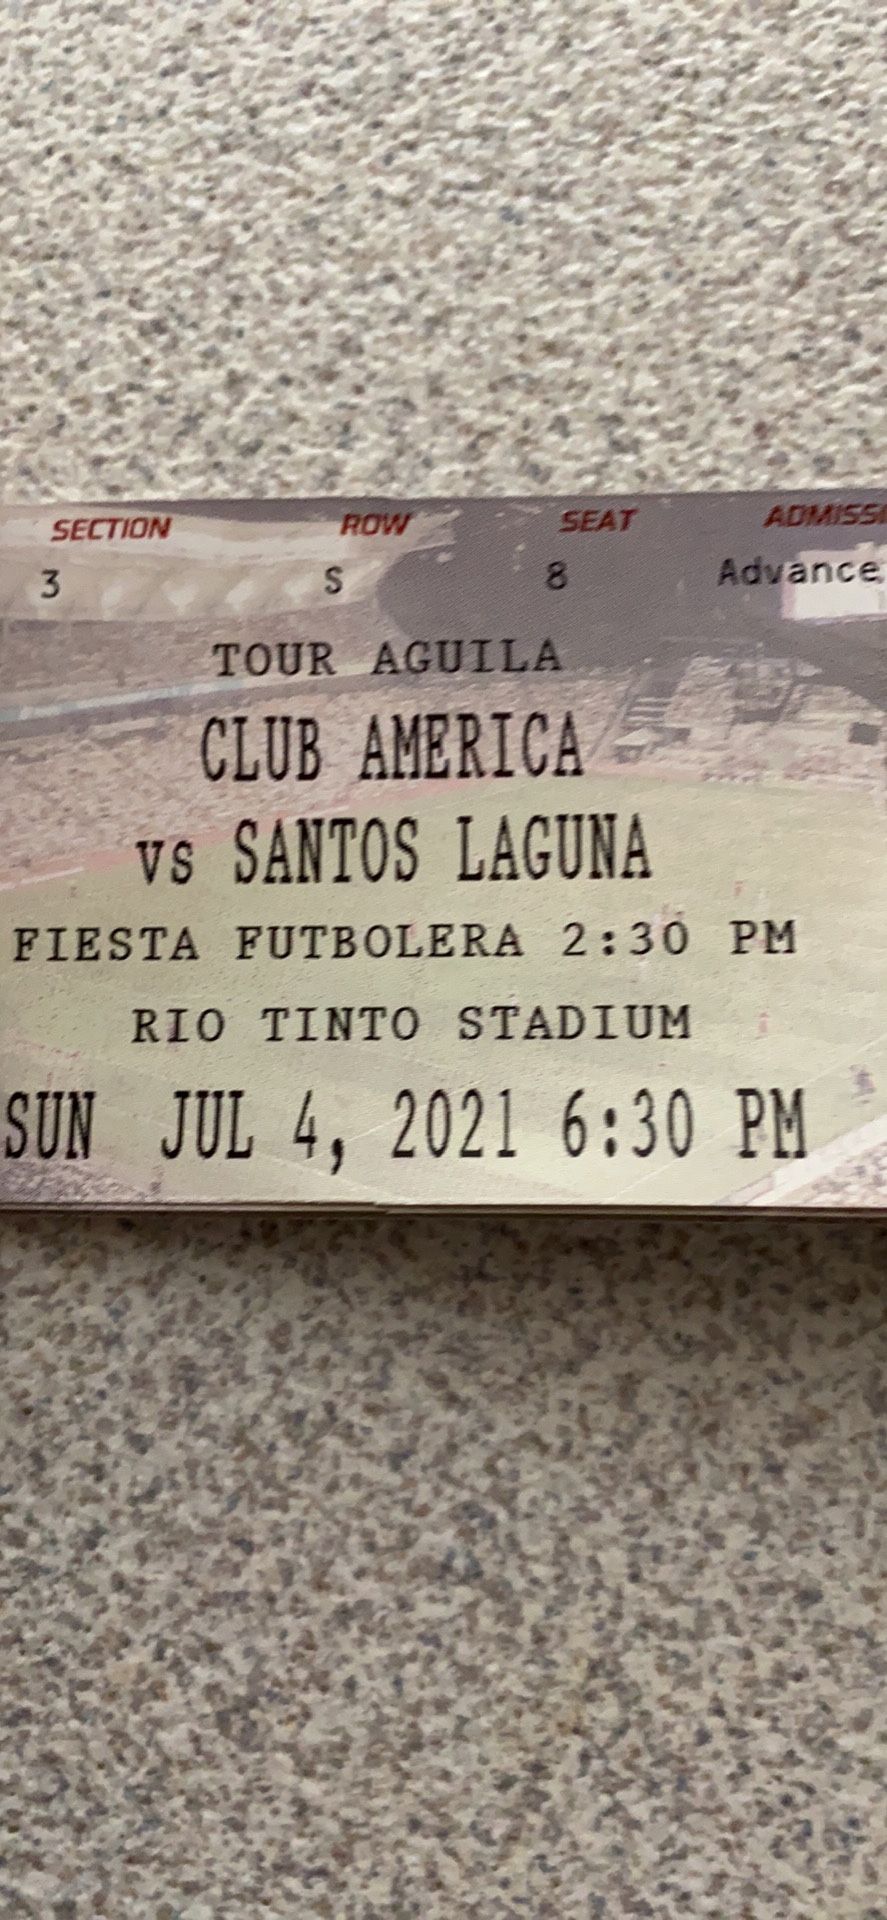 SECTION ROW SEAT ADMISSI
3 S 8 Advance
TOUR AGUILA
CLUB AMERICA
vs SANTOS LAGUNA
FIESTA FUTBOLERA 2:30 PM
RIO TINTO STADIUM
SUN JUL 4, 2021 6:30 PM